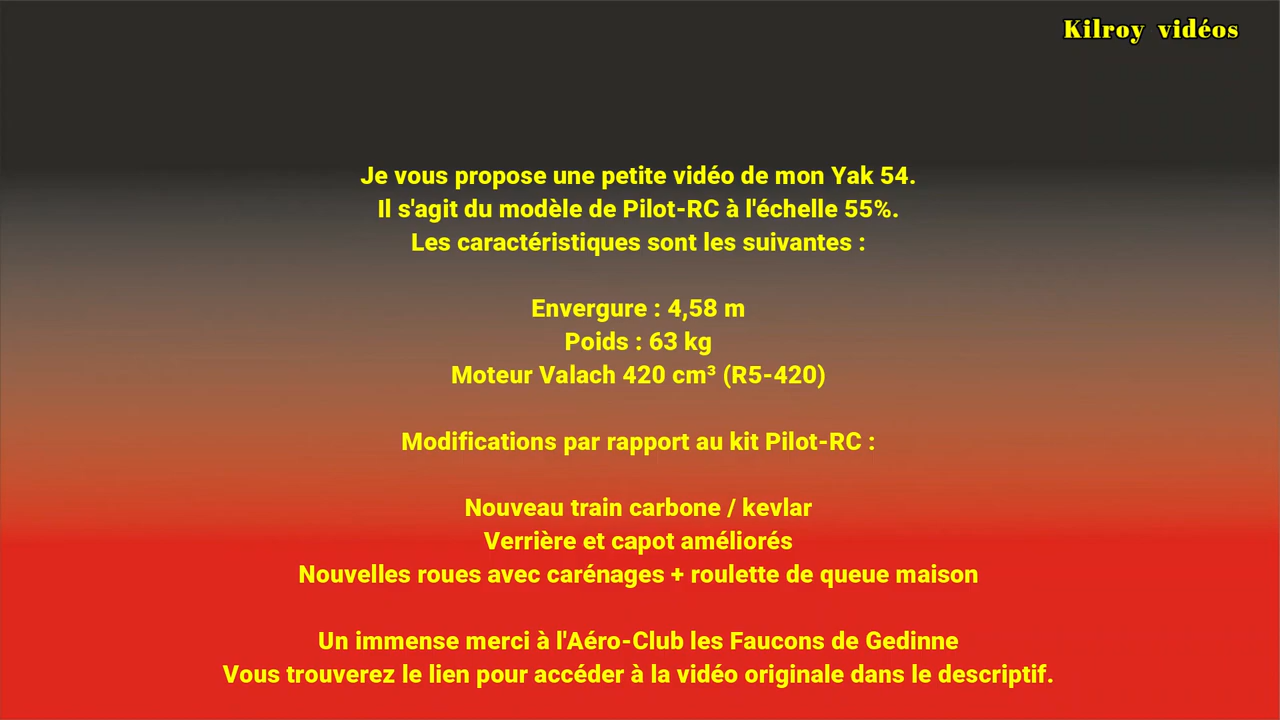 Kilroy vidéos
Je vous propose une petite vidéo de mon Yak 54.
Il s'agit du modèle de Pilot-RC à l'échelle 55%.
Les caractéristiques sont les suivantes :
Envergure : 4,58 m
Poids : 63 kg
Moteur Valach 420 cm³ (R5-420)
Modifications par rapport au kit Pilot-RC :
Nouveau train carbone / kevlar
Verrière et capot améliorés
Nouvelles roues avec carénages + roulette de queue maison
Un immense merci à l'Aéro-Club les Faucons de Gedinne
Vous trouverez le lien pour accéder à la vidéo originale dans le descriptif.